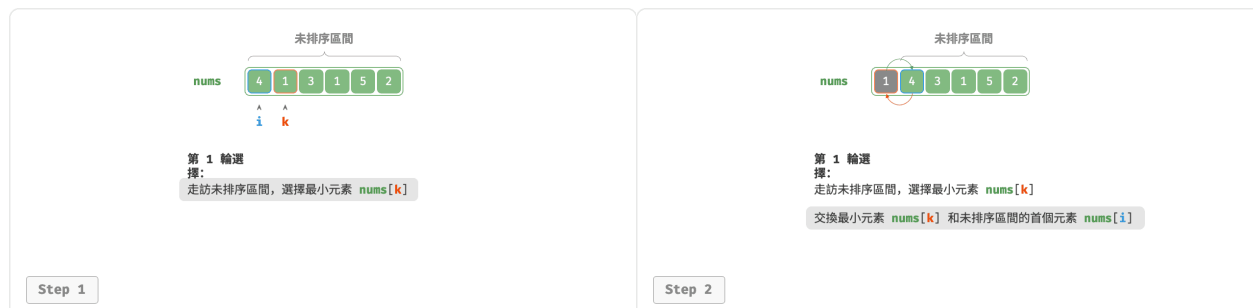 未排序區間
nums 4 1 3 1 5 2
i k
第 1 輪選
擇：
走訪未排序區間，選擇最小元素 nums[k]
Step 1
未排序區間
nums 1 4 3 1 5 2
第 1 輪選
擇：
走訪未排序區間，選擇最小元素 nums[k]
交換最小元素 nums[k] 和未排序區間的首個元素 nums[i]
Step 2